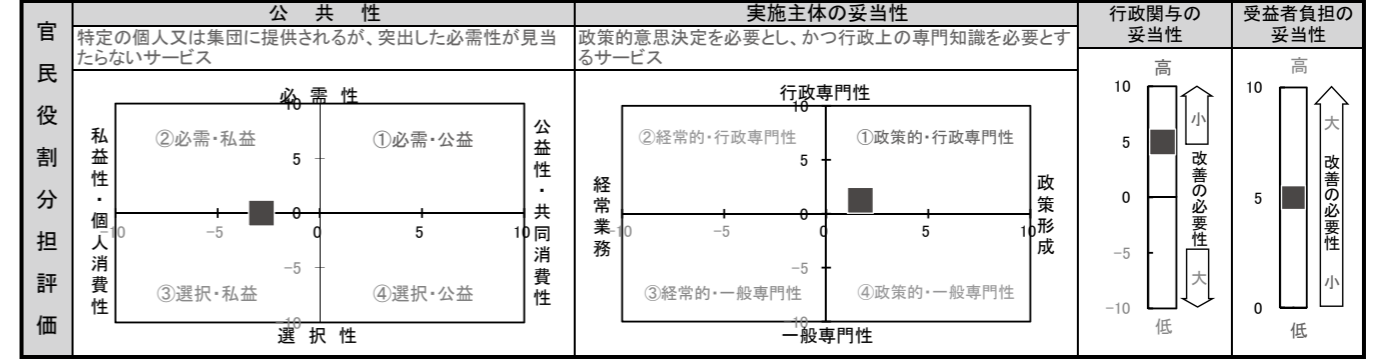 官民役割分担評価
公　共　性
特定の個人又は集団に提供されるが、突出した必需性が見当
たらないサービス
必 需 性
10
②必需・私益
①必需・公益
5
私益性・個人消費性
公益性・共同消費性
0
-10
-5
0
5
10
-5
③選択・私益
④選択・公益
-10
選 択 性
実施主体の妥当性
政策的意思決定を必要とし、かつ行政上の専門知識を必要とす
るサービス
行政専門性
10
②経常的・行政専門性
①政策的・行政専門性
5
経常業務
政策形成
0
-10
-5
0
5
10
-5
③経常的・一般専門性
④政策的・一般専門性
-10
一般専門性
行政関与の
妥当性
高
10
5
0
-5
-10
低
小
改善の必要性
大
受益者負担の
妥当性
高
10
5
0
低
大
改善の必要性
小